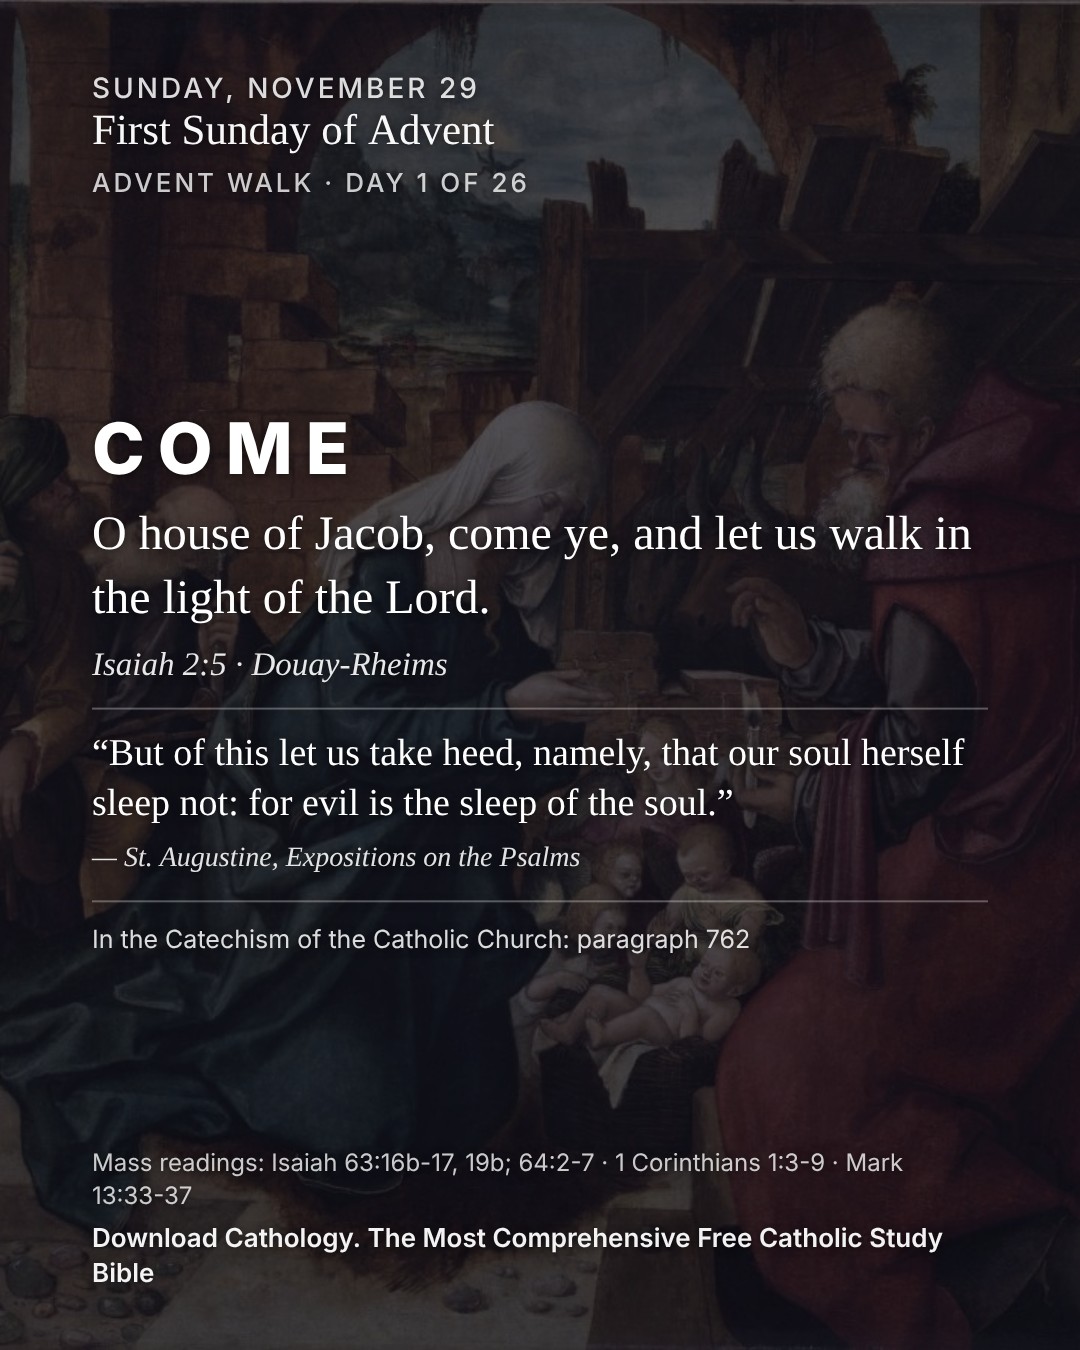 SUNDAY, NOVEMBER 29
First Sunday of Advent
ADVENT WALK · DAY 1 OF 26
COME
O house of Jacob, come ye, and let us walk in
the light of the Lord.
Isaiah 2:5 · Douay-Rheims
“But of this let us take heed, namely, that our soul herself
sleep not: for evil is the sleep of the soul.”
— St. Augustine, Expositions on the Psalms
In the Catechism of the Catholic Church: paragraph 762
Mass readings: Isaiah 63:16b-17, 19b; 64:2-7 · 1 Corinthians 1:3-9 · Mark
13:33-37
Download Cathology. The Most Comprehensive Free Catholic Study
Bible